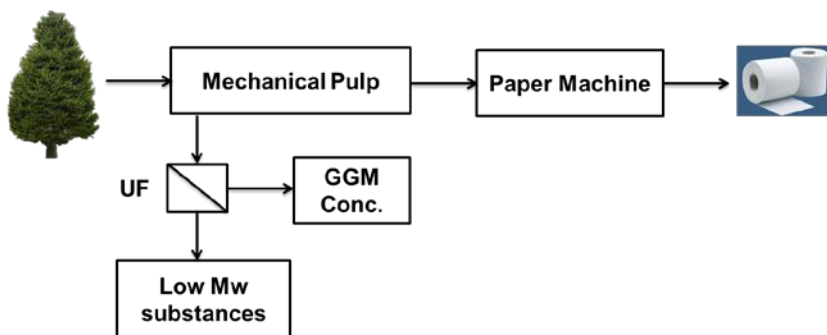 Mechanical Pulp
Paper Machine
UF
GGM
Conc.
Low Mw
substances